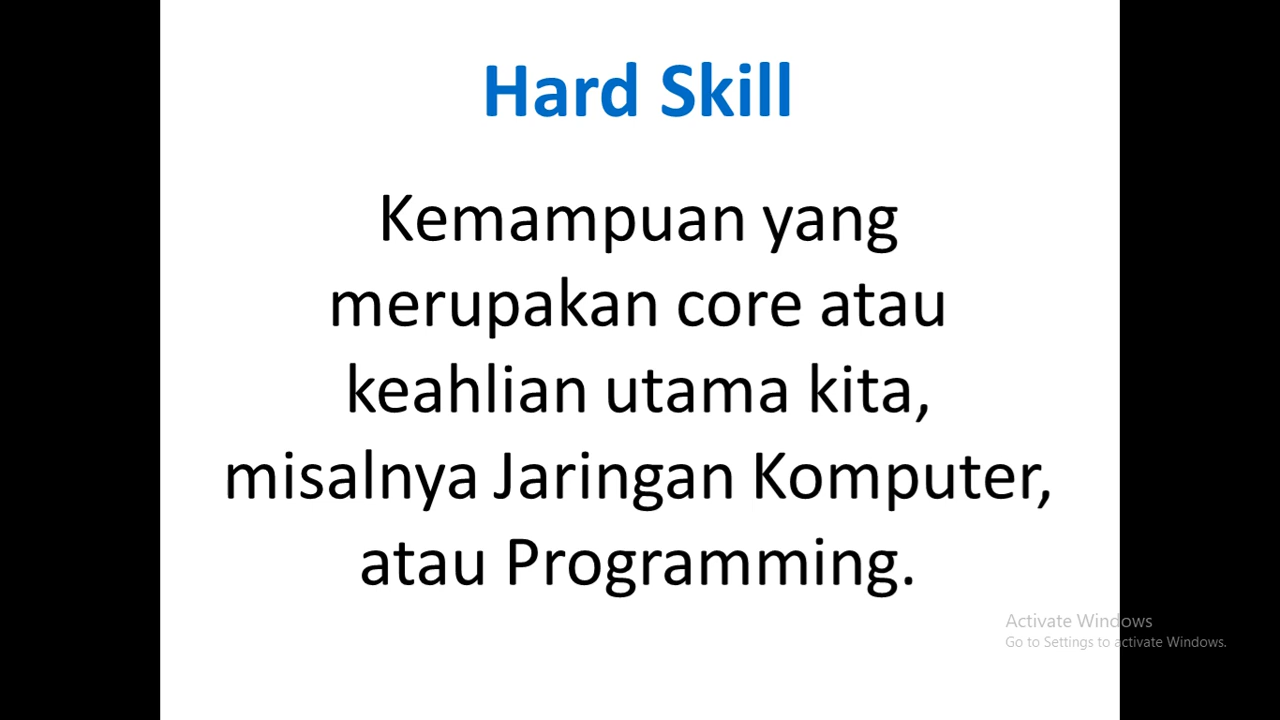 Hard Skill
Kemampuan yang
merupakan core atau
keahlian utama kita,
misalnya Jaringan Komputer,
atau Programming.
Activate Windows
Go to Settings to activate Windows.